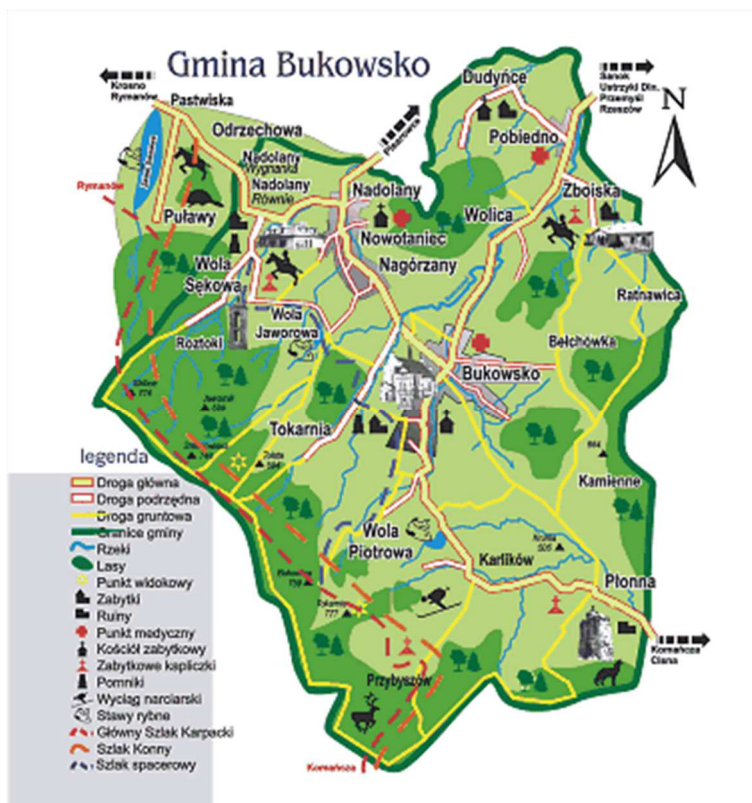 Gmina Bukowsko
Krosno
Rymanów
Sanok
Ustrzyki Dln.
Przemyśl
Rzeszów
N
Pisarowce
Dudyńce
Pastwiska
Odrzechowa
Pobiedno
Nadolany
Wygnanka
Nadolany
Równie
Nadolany
Zboiska
Rymanów
Puławy
Wolica
Nowotaniec
Nagórzany
Wola
Sękowa
Ratnawica
Wola
Jaworowa
Roztoki
Bełchówka
Bukowsko
Tokarnia
Kamienne
Wola
Piotrowa
Karlików
Płonna
777
Przybyszów
Komańcza
Cisna
Komańcza
legenda
Droga główna
Droga podrzędna
Droga gruntowa
Granice gminy
Rzeki
Lasy
Punkt widokowy
Zabytki
Ruiny
Punkt medyczny
Kościół zabytkowy
Zabytkowe kapliczki
Pomniki
Wyciąg narciarski
Stawy rybne
Główny Szlak Karpacki
Szlak Konny
Szlak spacerowy